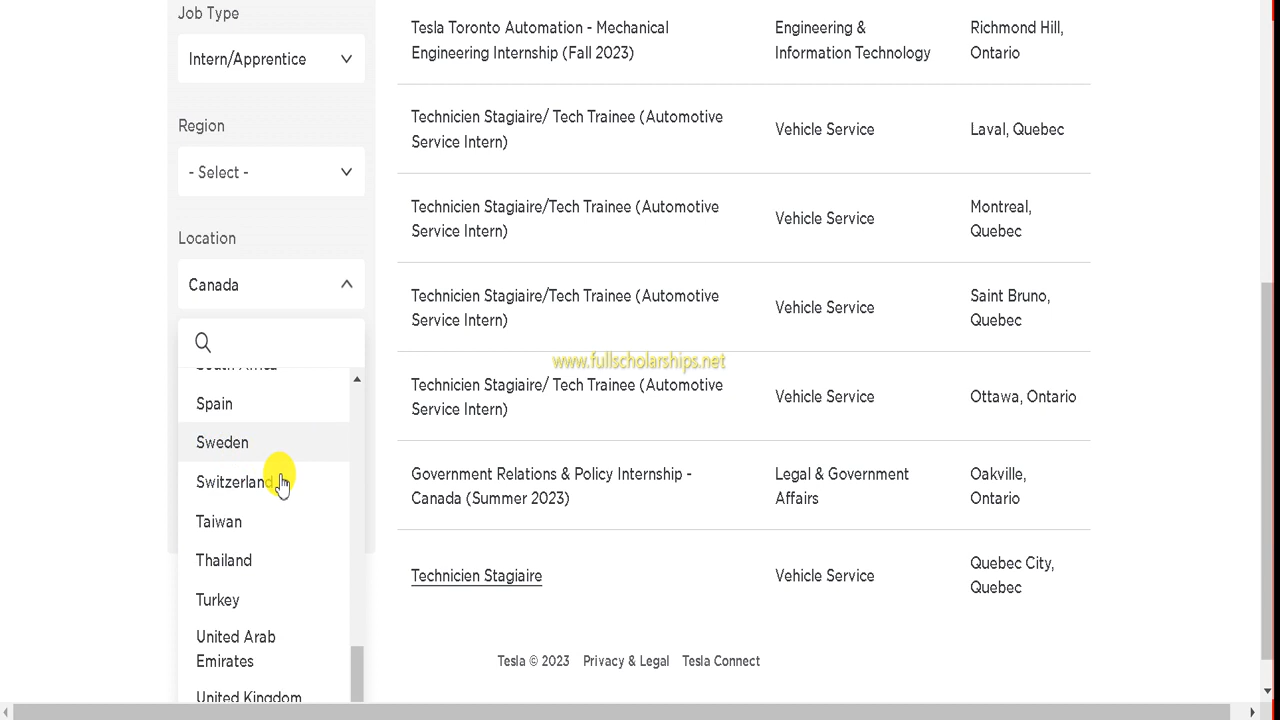 Job Type
Intern/Apprentice
Region
- Select -
Location
Canada
South Africa
Spain
Sweden
Switzerland
Taiwan
Thailand
Turkey
United Arab
Emirates
United Kingdom
Tesla Toronto Automation - Mechanical
Engineering Internship (Fall 2023)
Engineering &
Information Technology
Richmond Hill,
Ontario
Technicien Stagiaire/ Tech Trainee (Automotive
Service Intern)
Vehicle Service
Laval, Quebec
Technicien Stagiaire/Tech Trainee (Automotive
Service Intern)
Vehicle Service
Montreal,
Quebec
Technicien Stagiaire/Tech Trainee (Automotive
Service Intern)
Vehicle Service
Saint Bruno,
Quebec
www.fullscholarships.net
Technicien Stagiaire/ Tech Trainee (Automotive
Service Intern)
Vehicle Service
Ottawa, Ontario
Government Relations & Policy Internship -
Canada (Summer 2023)
Legal & Government
Affairs
Oakville,
Ontario
Technicien Stagiaire
Vehicle Service
Quebec City,
Quebec
Tesla © 2023 Privacy & Legal Tesla Connect